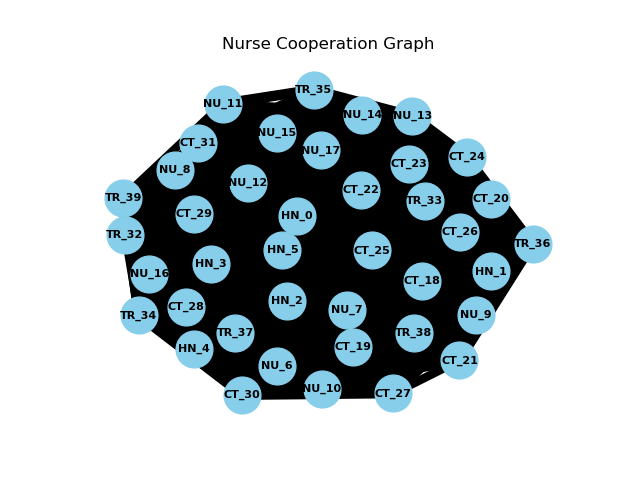 Nurse Cooperation Graph
TR_35
NU_11
NU_14
NU_13
NU_15
CT_31
NU_17
CT_24
CT_23
NU_8
NU_12
CT_22
TR_39
CT_20
TR_33
CT_29
HN_0
CT_26
TR_32
TR_36
HN_5
CT_25
HN_3
HN_1
NU_16
CT_18
HN_2
CT_28
NU_7
TR_34
NU_9
TR_37
TR_38
CT_19
HN_4
CT_21
NU_6
NU_10
CT_27
CT_30